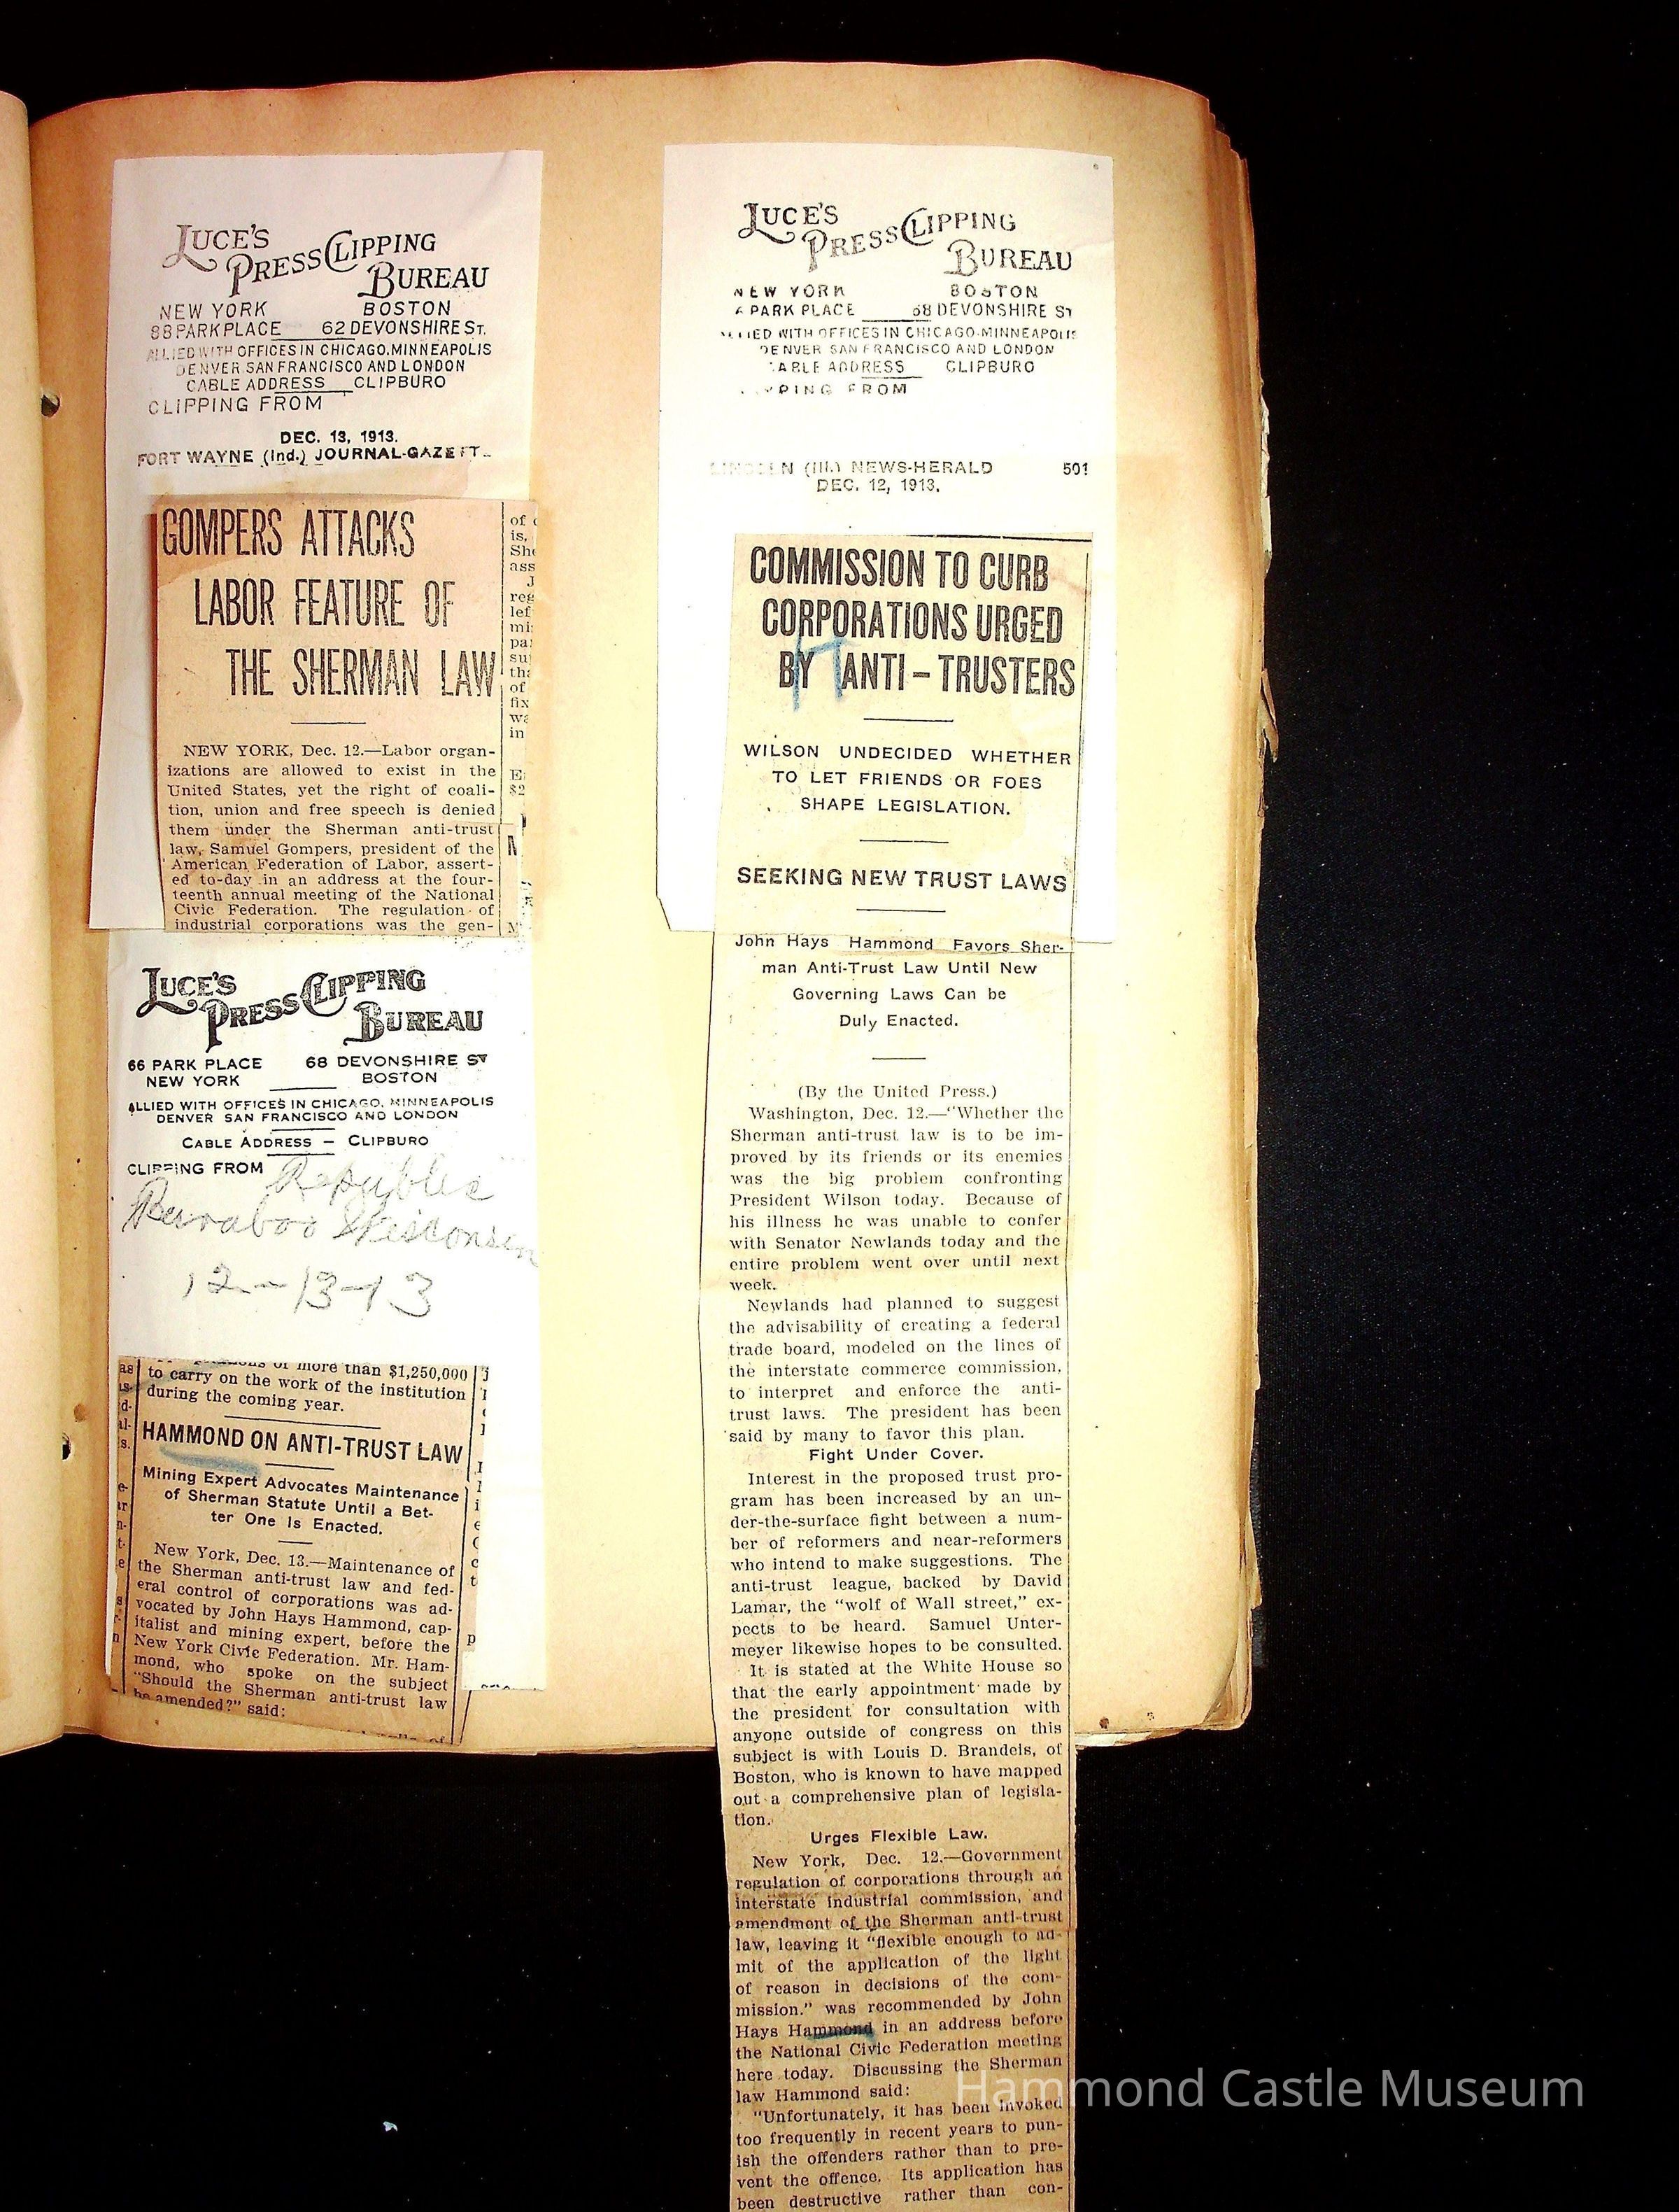 LUCE'S
PRESS CLIPPING
BUREAU
NEW YORK BOSTON
88 PARK PLACE 62 DEVONSHIRE ST.
ALLIED WITH OFFICES IN CHICAGO. MINNEAPOLIS
DENVER SAN FRANCISCO AND LONDON
CABLE ADDRESS CLIPBURO
CLIPPING FROM
DEC. 13, 1913.
FORT WAYNE (Ind.) JOURNAL-GAZETT
GOMPERS ATTACKS
LABOR FEATURE OF
THE SHERMAN LAW
NEW YORK, Dec. 12.—Labor organ-
izations are allowed to exist in the
United States, yet the right of coali-
tion, union and free speech is denied
them under the Sherman anti-trust
law, Samuel Gompers, president of the
American Federation of Labor, assert-
ed to-day in an address at the four-
teenth annual meeting of the National
Civic Federation. The regulation of
industrial corporations was the gen-
of
is,
She
ass
J
reg
lef
mi
pa
su
tha
of
fix
wa
in
E
$2
LUCE'S
PRESS CLIPPING
BUREAU
66 PARK PLACE 68 DEVONSHIRE ST
NEW YORK BOSTON
ALLIED WITH OFFICES IN CHICAGO. MINNEAPOLIS
DENVER SAN FRANCISCO AND LONDON
CABLE ADDRESS — CLIPBURO
CLIPPING FROM Republic
Wisconsin
12-13-13
of more than $1,250,000
to carry on the work of the institution
during the coming year.
HAMMOND ON ANTI-TRUST LAW
Mining Expert Advocates Maintenance
of Sherman Statute Until a Bet-
ter One Is Enacted.
New York, Dec. 13.—Maintenance of
the Sherman anti-trust law and fed-
eral control of corporations was ad-
vocated by John Hays Hammond, cap-
italist and mining expert, before the
New York Civic Federation. Mr. Ham-
mond, who spoke on the subject
"Should the Sherman anti-trust law
be amended?" said:
LUCE'S
PRESS CLIPPING
BUREAU
NEW YORK BOSTON
PARK PLACE 68 DEVONSHIRE ST
ALLIED WITH OFFICES IN CHICAGO. MINNEAPOLIS
DENVER SAN FRANCISCO AND LONDON
CABLE ADDRESS CLIPBURO
CLIPPING FROM
LINCOLN (Ill.) NEWS-HERALD 501
DEC. 12, 1913.
COMMISSION TO CURB
CORPORATIONS URGED
BY ANTI-TRUSTERS
H
WILSON UNDECIDED WHETHER
TO LET FRIENDS OR FOES
SHAPE LEGISLATION.
SEEKING NEW TRUST LAWS
John Hays Hammond Favors Sher-
man Anti-Trust Law Until New
Governing Laws Can be
Duly Enacted.
(By the United Press.)
Washington, Dec. 12.—"Whether the
Sherman anti-trust law is to be im-
proved by its friends or its enemies
was the big problem confronting
President Wilson today. Because of
his illness he was unable to confer
with Senator Newlands today and the
entire problem went over until next
week.
Newlands had planned to suggest
the advisability of creating a federal
trade board, modeled on the lines of
the interstate commerce commission,
to interpret and enforce the anti-
trust laws. The president has been
said by many to favor this plan.
Fight Under Cover.
Interest in the proposed trust pro-
gram has been increased by an un-
der-the-surface fight between a num-
ber of reformers and near-reformers
who intend to make suggestions. The
anti-trust league, backed by David
Lamar, the "wolf of Wall street," ex-
pects to be heard. Samuel Unter-
meyer likewise hopes to be consulted.
It is stated at the White House so
that the early appointment made by
the president for consultation with
anyone outside of congress on this
subject is with Louis D. Brandeis, of
Boston, who is known to have mapped
out a comprehensive plan of legisla-
tion.
Urges Flexible Law.
New York, Dec. 12.—Government
regulation of corporations through an
interstate industrial commission, and
amendment of the Sherman anti-trust
law, leaving it "flexible enough to ad-
mit of the application of the light
of reason in decisions of the com-
mission." was recommended by John
Hays Hammond in an address before
the National Civic Federation meeting
here today. Discussing the Sherman
law Hammond said:
"Unfortunately, it has been invoked
too frequently in recent years to pun-
ish the offenders rather than to pre-
vent the offence. Its application has
been destructive rather than con-
Hammond Castle Museum